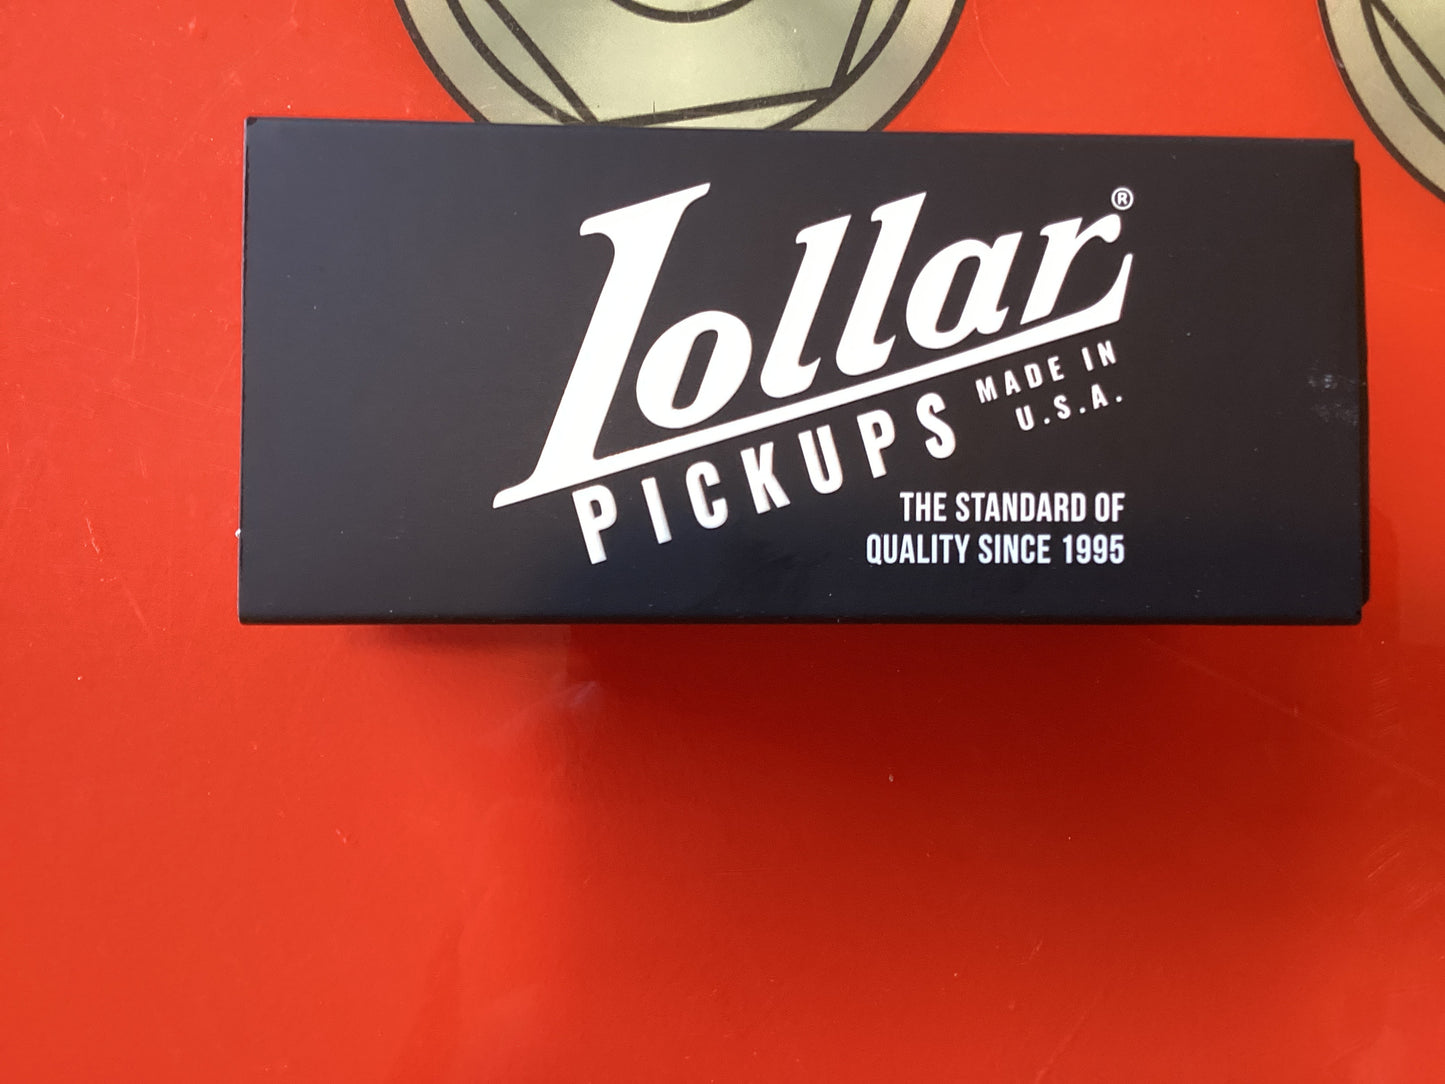 Lollar®
PICKUPS
MADE IN
U.S.A.
THE STANDARD OF
QUALITY SINCE 1995